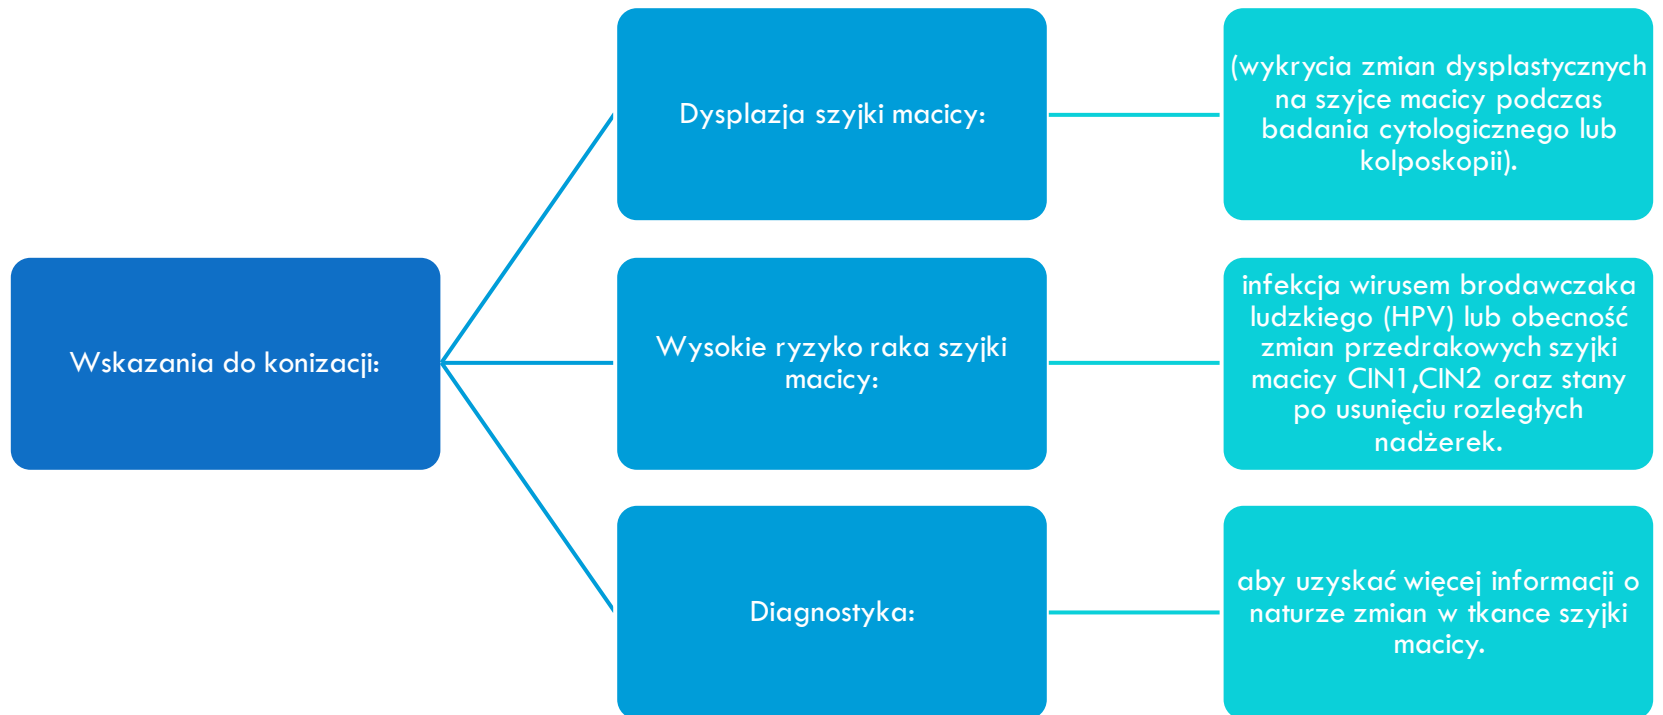 Wskazania do konizacji:
Dysplazja szyjki macicy:
(wykrycia zmian dysplastycznych
na szyjce macicy podczas
badania cytologicznego lub
kolposkopii).
Wysokie ryzyko raka szyjki
macicy:
infekcja wirusem brodawczaka
ludzkiego (HPV) lub obecność
zmian przedrakowych szyjki
macicy CIN1,CIN2 oraz stany
po usunięciu rozległych
nadżerek.
Diagnostyka:
aby uzyskać więcej informacji o
naturze zmian w tkance szyjki
macicy.